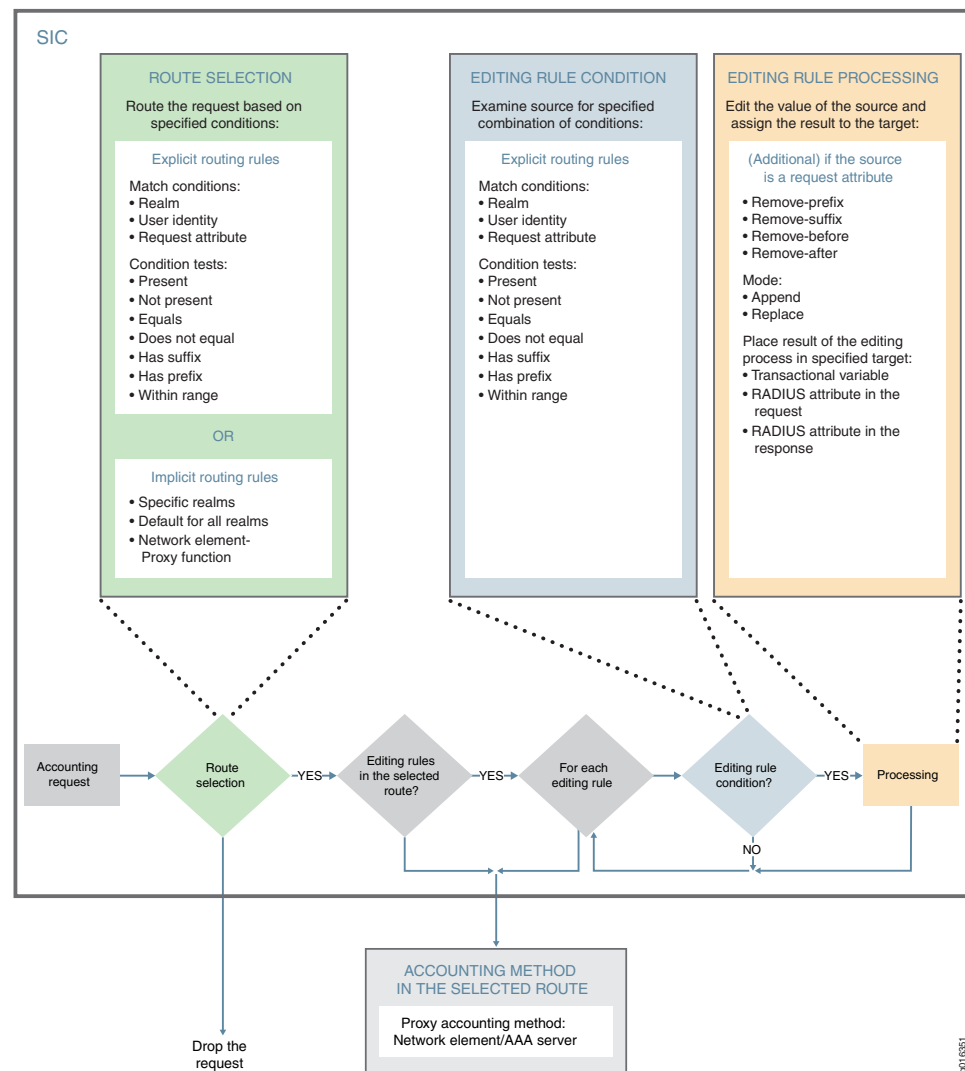 SIC
ROUTE SELECTION
Route the request based on
specified conditions:
Explicit routing rules
Match conditions:
• Realm
• User identity
• Request attribute
Condition tests:
• Present
• Not present
• Equals
• Does not equal
• Has suffix
• Has prefix
• Within range
OR
Implicit routing rules
• Specific realms
• Default for all realms
• Network element-
Proxy function
EDITING RULE CONDITION
Examine source for specified
combination of conditions:
Explicit routing rules
Match conditions:
• Realm
• User identity
• Request attribute
Condition tests:
• Present
• Not present
• Equals
• Does not equal
• Has suffix
• Has prefix
• Within range
EDITING RULE PROCESSING
Edit the value of the source and
assign the result to the target:
(Additional) if the source
is a request attribute
• Remove-prefix
• Remove-suffix
• Remove-before
• Remove-after
Mode:
• Append
• Replace
Place result of the editing
process in specified target:
• Transactional variable
• RADIUS attribute in the
request
• RADIUS attribute in the
response
Accounting
request
Route
selection
YES
Editing rules
in the selected
route?
YES
For each
editing rule
Editing rule
condition?
YES
Processing
NO
ACCOUNTING METHOD
IN THE SELECTED ROUTE
Proxy accounting method:
Network element/AAA server
Drop the
request
g016351